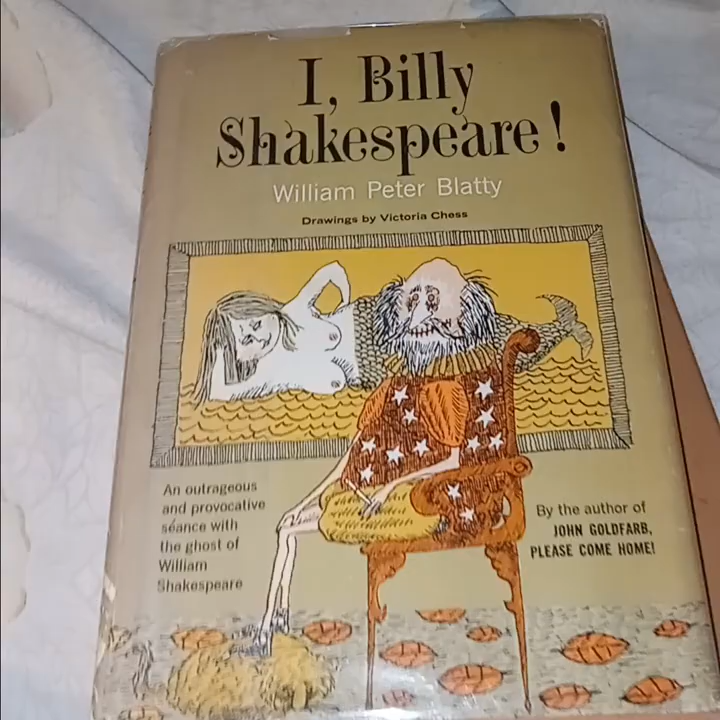 I, Billy
Shakespeare!
William Peter Blatty
Drawings by Victoria Chess
An outrageous
and provocative
séance with
the ghost of
William
Shakespeare
By the author of
JOHN GOLDFARB,
PLEASE COME HOME!